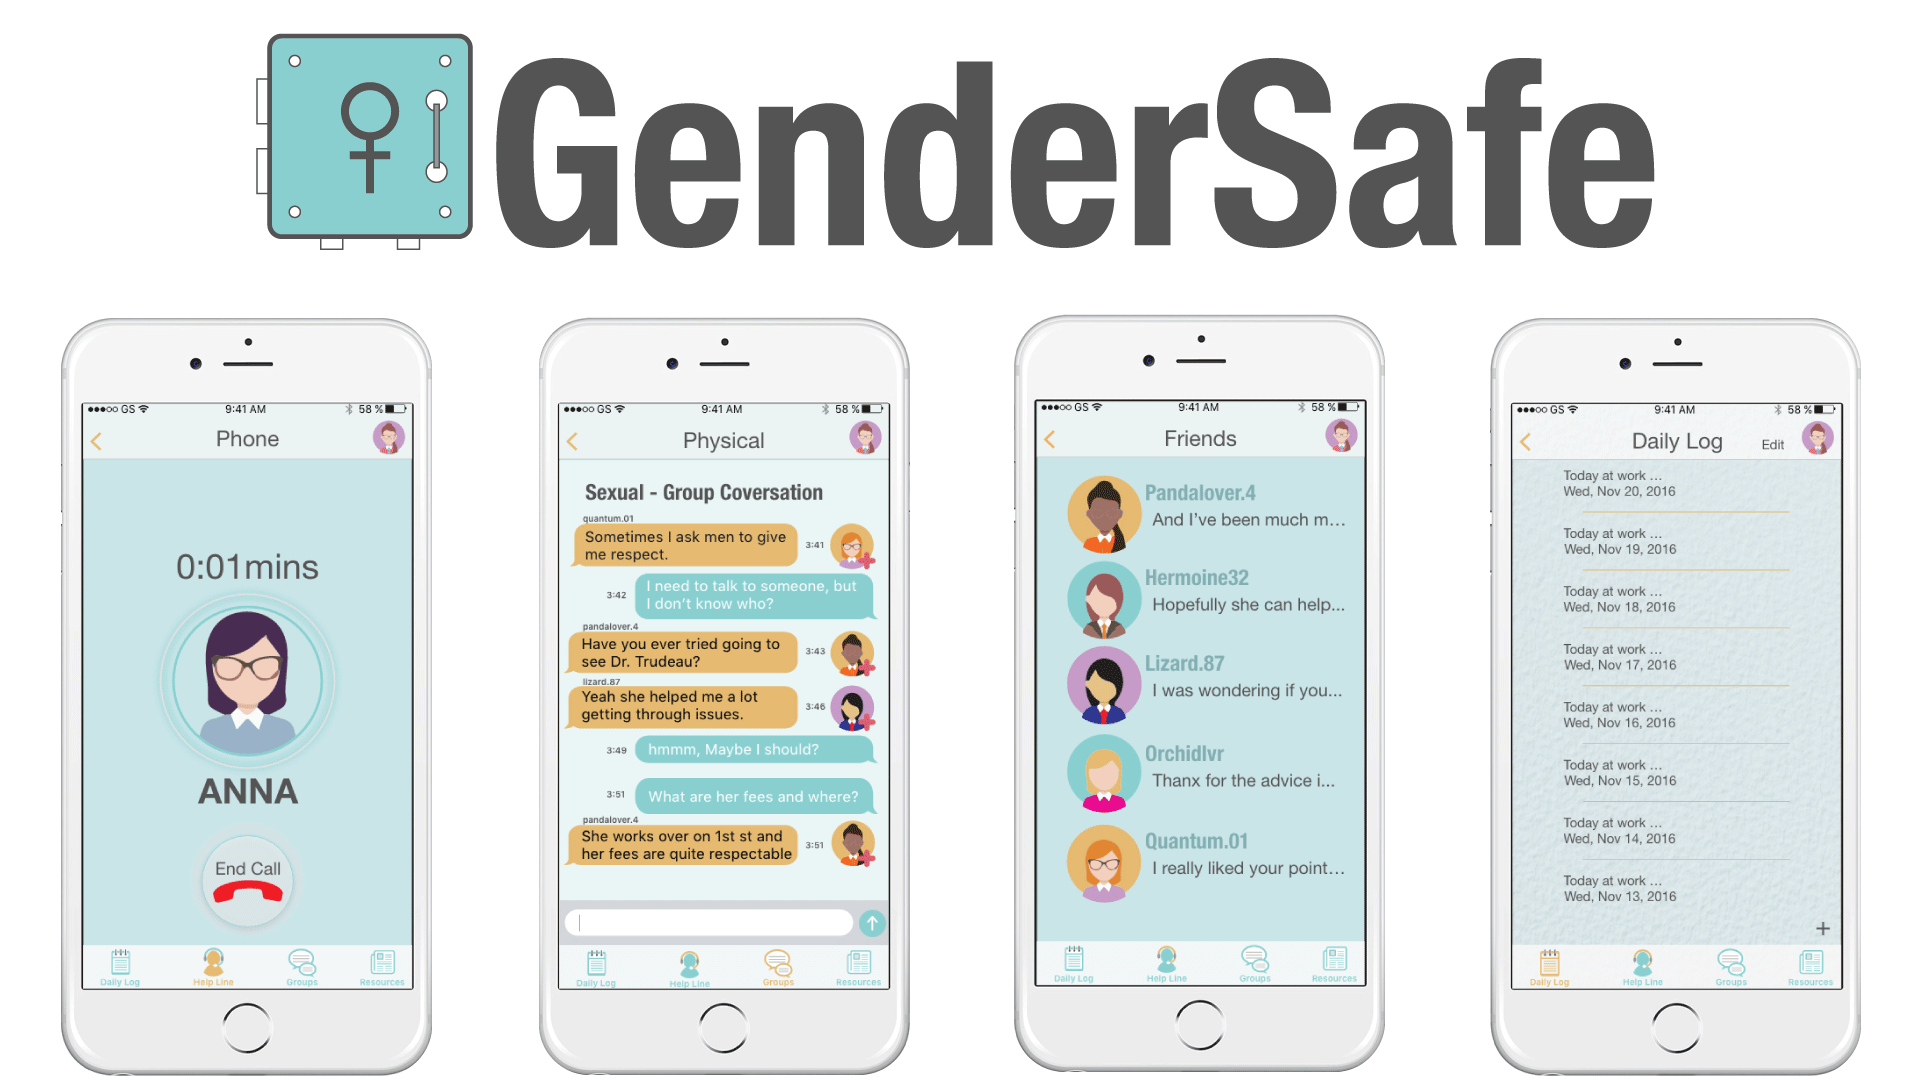 GenderSafe
GS
9:41 AM
58 %
Phone
0:01mins
ANNA
End Call
Daily Log
Help Line
Groups
Resources
GS
9:41 AM
58 %
Physical
Sexual - Group Coversation
quantum.01
Sometimes I ask men to give
me respect.
3:41
I need to talk to someone, but
I don't know who?
3:42
pandalover.4
Have you ever tried going to
see Dr. Trudeau?
3:43
lizard.87
Yeah she helped me a lot
getting through issues.
3:46
3:49
hmmm, Maybe I should?
3:51
What are her fees and where?
pandalover.4
She works over on 1st st and
her fees are quite respectable
3:51
Daily Log
Help Line
Groups
Resources
GS
9:41 AM
58 %
Friends
Pandalover.4
And I've been much m...
Hermoine32
Hopefully she can help...
Lizard.87
I was wondering if you...
Orchidlvr
Thanx for the advice i...
Quantum.01
I really liked your point...
Daily Log
Help Line
Groups
Resources
GS
9:41 AM
58 %
Daily Log
Edit
Today at work ...
Wed, Nov 20, 2016
Today at work ...
Wed, Nov 19, 2016
Today at work ...
Wed, Nov 18, 2016
Today at work ...
Wed, Nov 17, 2016
Today at work ...
Wed, Nov 16, 2016
Today at work ...
Wed, Nov 15, 2016
Today at work ...
Wed, Nov 14, 2016
Today at work ...
Wed, Nov 13, 2016
+
Daily Log
Help Line
Groups
Resources